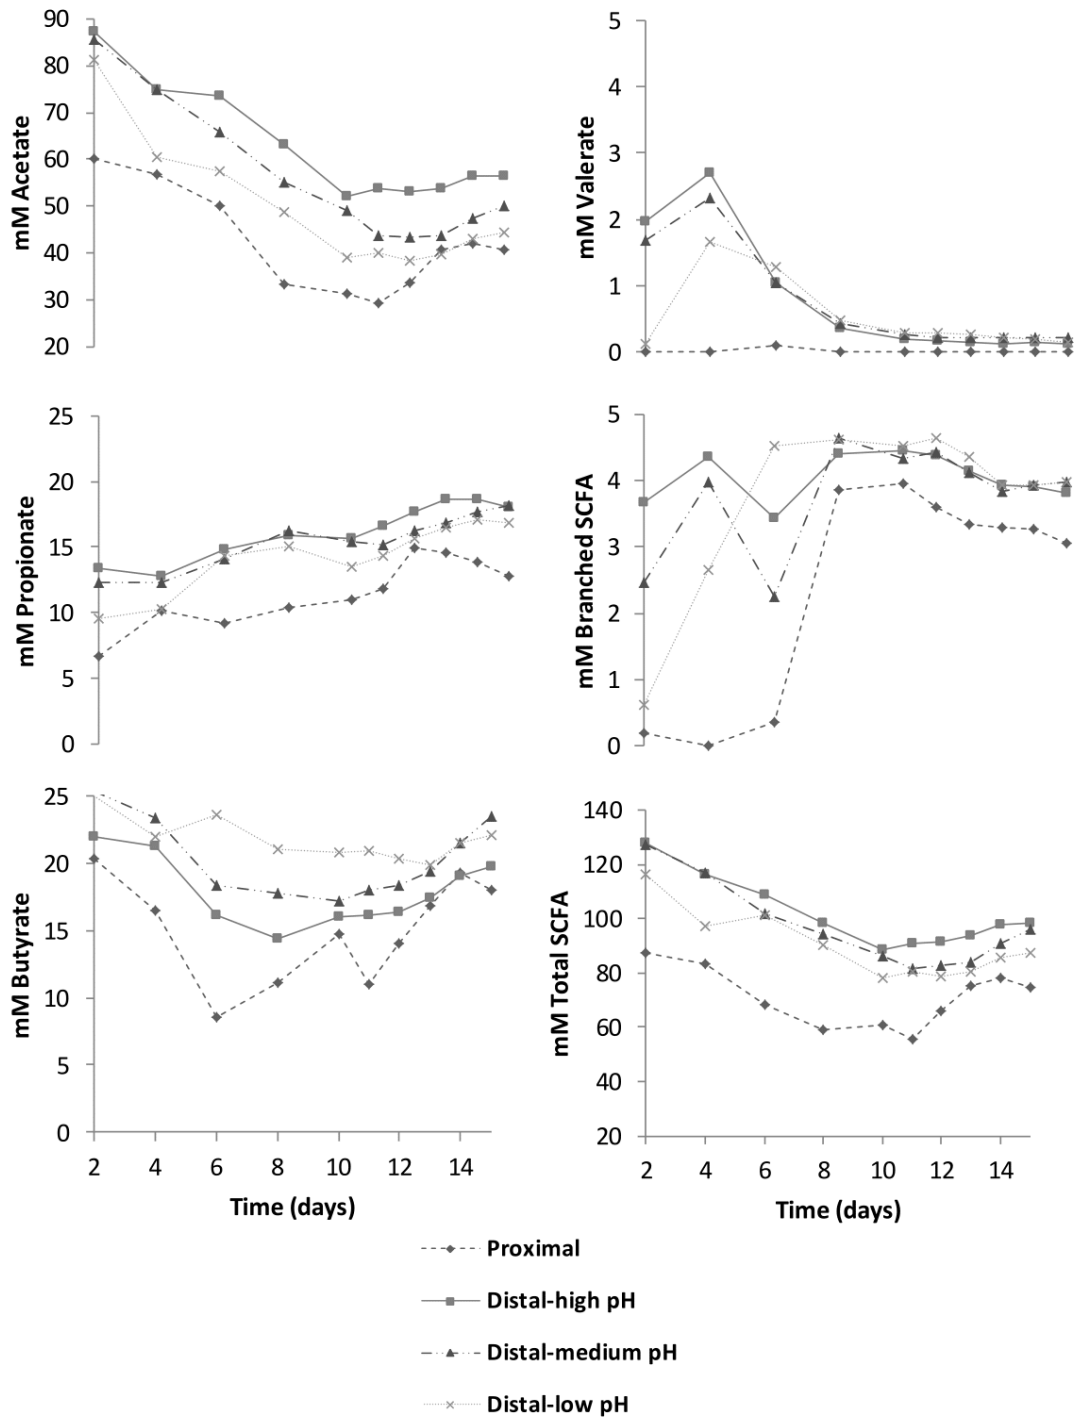 mM Acetate
90
80
70
60
50
40
30
20
mM Valerate
5
4
3
2
1
0
mM Propionate
25
20
15
10
5
0
mM Branched SCFA
5
4
3
2
1
0
mM Butyrate
25
20
15
10
5
0
2 4 6 8 10 12 14
Time (days)
mM Total SCFA
140
120
100
80
60
40
20
2 4 6 8 10 12 14
Time (days)
Proximal
Distal-high pH
Distal-medium pH
Distal-low pH